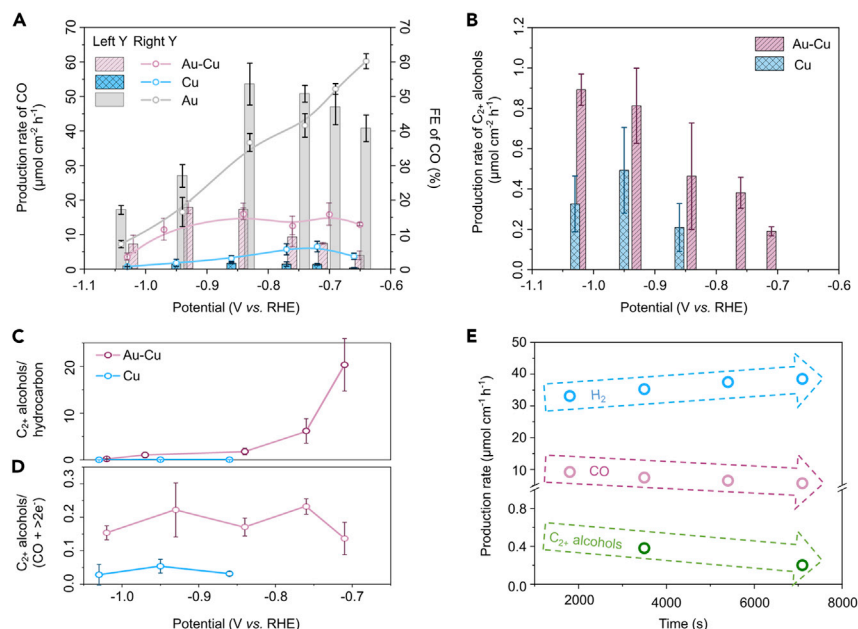 A
Left Y Right Y
Au-Cu
Cu
Au
Production rate of CO
(µmol cm⁻² h⁻¹)
70
60
50
40
30
20
10
0
FE of CO (%)
70
60
50
40
30
20
10
0
-1.1 -1.0 -0.9 -0.8 -0.7 -0.6
Potential (V vs. RHE)
B
Au-Cu
Cu
Production rate of C₂₊ alcohols
(µmol cm⁻² h⁻¹)
1.2
1.0
0.8
0.6
0.4
0.2
0.0
-1.1 -1.0 -0.9 -0.8 -0.7 -0.6
Potential (V vs. RHE)
C
Au-Cu
Cu
C₂₊ alcohols/
hydrocarbon
20
10
0
D
C₂₊ alcohols/
(CO + >2e⁻)
0.3
0.2
0.1
0.0
-1.0 -0.9 -0.8 -0.7
Potential (V vs. RHE)
E
Production rate (µmol cm⁻¹ h⁻¹)
50
40
30
20
10
0.8
0.4
0.0
H₂
CO
C₂₊ alcohols
2000 4000 6000 8000
Time (s)